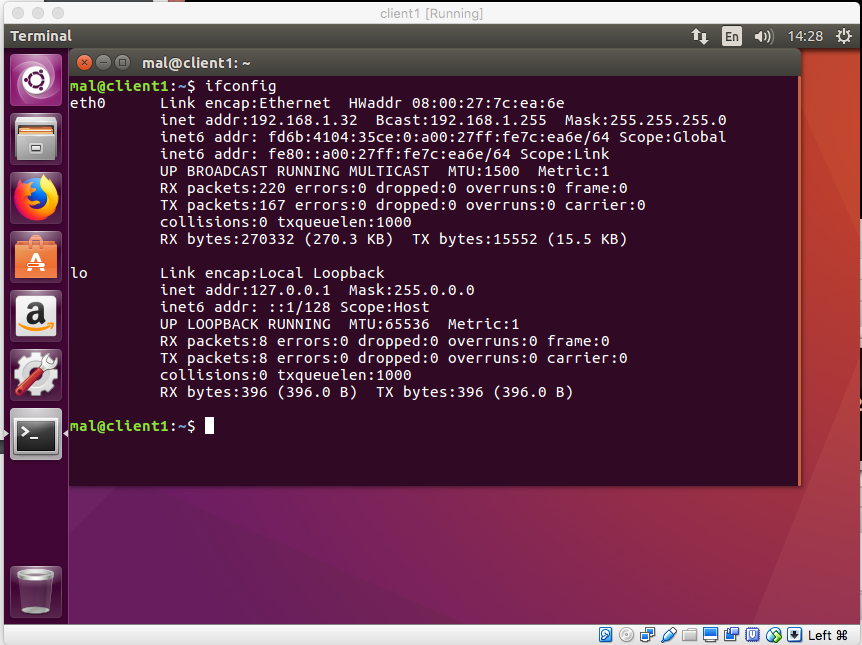 client1 [Running]
Terminal
En
14:28
mal@client1: ~
mal@client1:~$ ifconfig
eth0      Link encap:Ethernet  HWaddr 08:00:27:7c:ea:6e
          inet addr:192.168.1.32  Bcast:192.168.1.255  Mask:255.255.255.0
          inet6 addr: fd6b:4104:35ce:0:a00:27ff:fe7c:ea6e/64 Scope:Global
          inet6 addr: fe80::a00:27ff:fe7c:ea6e/64 Scope:Link
          UP BROADCAST RUNNING MULTICAST  MTU:1500  Metric:1
          RX packets:220 errors:0 dropped:0 overruns:0 frame:0
          TX packets:167 errors:0 dropped:0 overruns:0 carrier:0
          collisions:0 txqueuelen:1000
          RX bytes:270332 (270.3 KB)  TX bytes:15552 (15.5 KB)
lo        Link encap:Local Loopback
          inet addr:127.0.0.1  Mask:255.0.0.0
          inet6 addr: ::1/128 Scope:Host
          UP LOOPBACK RUNNING  MTU:65536  Metric:1
          RX packets:8 errors:0 dropped:0 overruns:0 frame:0
          TX packets:8 errors:0 dropped:0 overruns:0 carrier:0
          collisions:0 txqueuelen:1000
          RX bytes:396 (396.0 B)  TX bytes:396 (396.0 B)
mal@client1:~$
Left ⌘